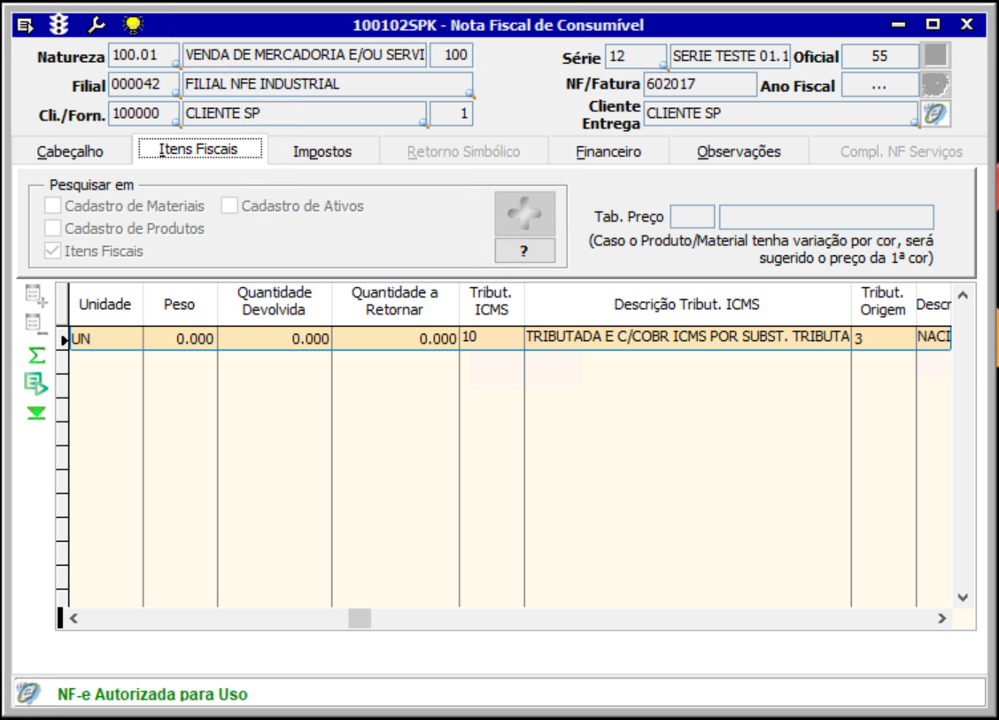 100102SPK - Nota Fiscal de Consumível
Natureza 100.01 VENDA DE MERCADORIA E/OU SERVI 100 Série 12 SERIE TESTE 01.1 Oficial 55
Filial 000042 FILIAL NFE INDUSTRIAL NF/Fatura 602017 Ano Fiscal ...
Cli./Forn. 100000 CLIENTE SP 1 Cliente Entrega CLIENTE SP
Cabeçalho Itens Fiscais Impostos Retorno Simbólico Financeiro Observações Compl. NF Serviços
Pesquisar em
Cadastro de Materiais Cadastro de Ativos
Cadastro de Produtos
Itens Fiscais
?
Tab. Preço
(Caso o Produto/Material tenha variação por cor, será
sugerido o preço da 1ª cor)
Unidade Peso Quantidade Devolvida Quantidade a Retornar Tribut. ICMS Descrição Tribut. ICMS Tribut. Origem Descr
UN 0.000 0.000 0.000 10 TRIBUTADA E C/COBR ICMS POR SUBST. TRIBUTA 3 NACI
NF-e Autorizada para Uso